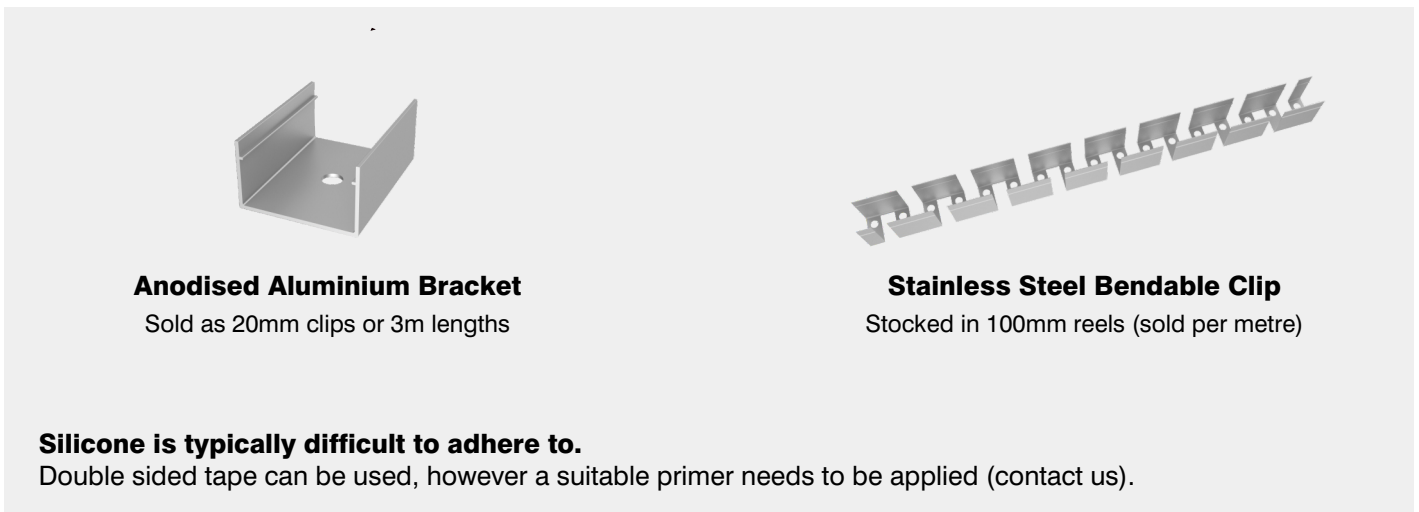 Anodised Aluminium Bracket
Sold as 20mm clips or 3m lengths
Stainless Steel Bendable Clip
Stocked in 100mm reels (sold per metre)
Silicone is typically difficult to adhere to.
Double sided tape can be used, however a suitable primer needs to be applied (contact us).